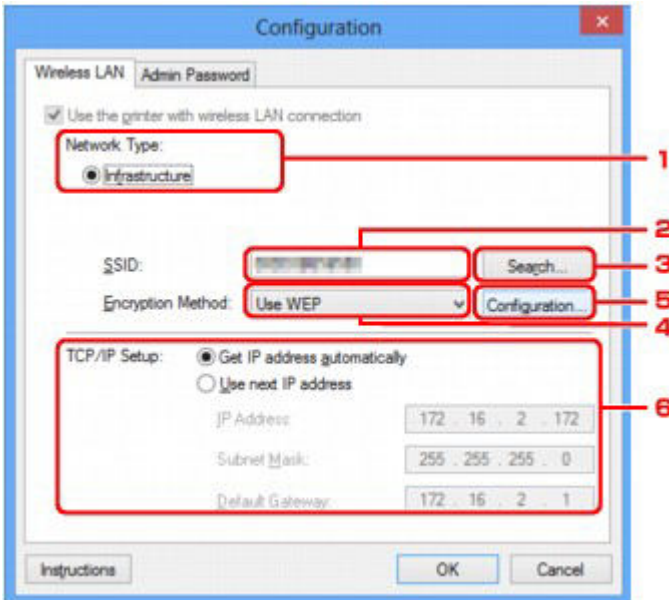 Configuration
Wireless LAN Admin Password
Use the printer with wireless LAN connection
Network Type:
1
Infrastructure
2
SSID: Search... 3
Encryption Method: Use WEP Configuration... 5
4
TCP/IP Setup: Get IP address automatically
Use next IP address
6
IP Address: 172 . 16 . 2 . 172
Subnet Mask: 255 . 255 . 255 . 0
Default Gateway: 172 . 16 . 2 . 1
Instructions OK Cancel